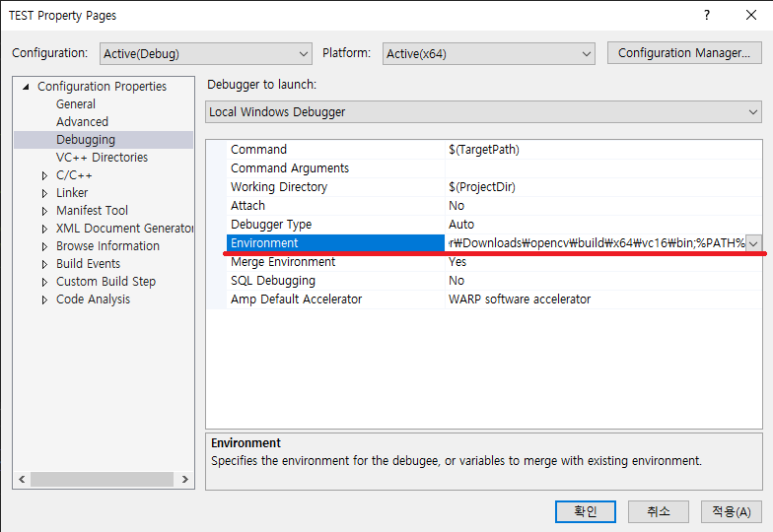 TEST Property Pages
?
Configuration: Active(Debug) Platform: Active(x64) Configuration Manager...
Configuration Properties
General
Advanced
Debugging
VC++ Directories
C/C++
Linker
Manifest Tool
XML Document Generator
Browse Information
Build Events
Custom Build Step
Code Analysis
Debugger to launch:
Local Windows Debugger
Command $(TargetPath)
Command Arguments
Working Directory $(ProjectDir)
Attach No
Debugger Type Auto
Environment r₩Downloads₩opencv₩build₩x64₩vc16₩bin;%PATH%
Merge Environment Yes
SQL Debugging No
Amp Default Accelerator WARP software accelerator
Environment
Specifies the environment for the debugee, or variables to merge with existing environment.
확인 취소 적용(A)